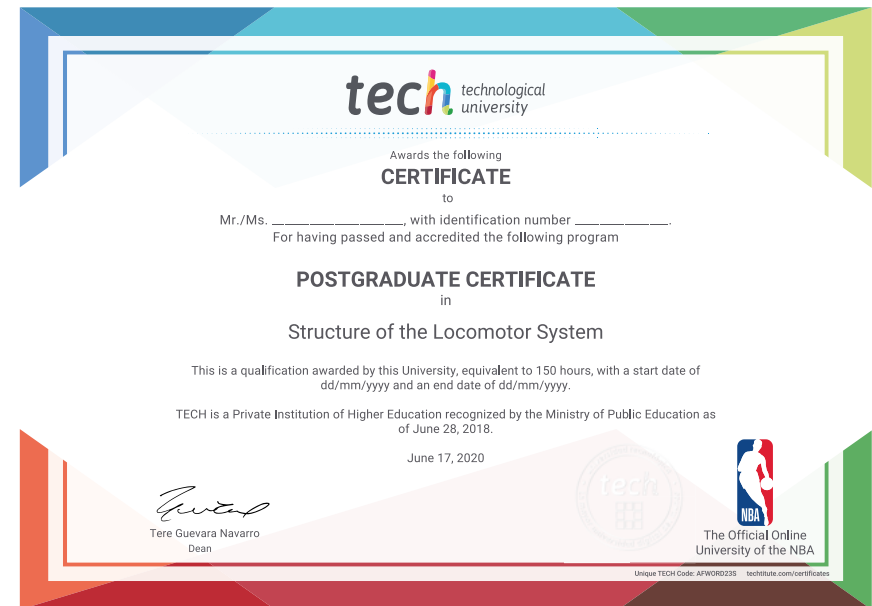 tech technological
university
Awards the following
CERTIFICATE
to
Mr./Ms. ____________________, with identification number ______________.
For having passed and accredited the following program
POSTGRADUATE CERTIFICATE
in
Structure of the Locomotor System
This is a qualification awarded by this University, equivalent to 150 hours, with a start date of
dd/mm/yyyy and an end date of dd/mm/yyyy.
TECH is a Private Institution of Higher Education recognized by the Ministry of Public Education as
of June 28, 2018.
June 17, 2020
tech
Tere Guevara Navarro
Dean
NBA
The Official Online
University of the NBA
Unique TECH Code: AFWORD23S techtitute.com/certificates